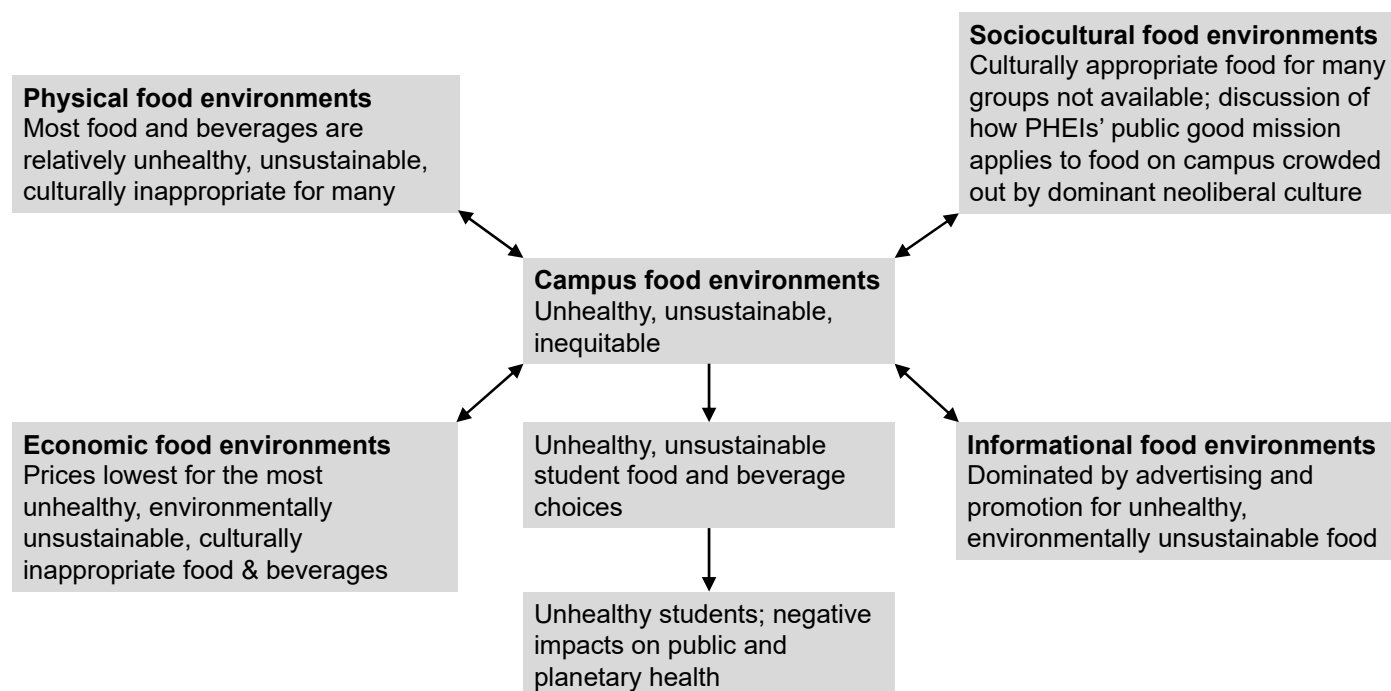 Physical food environments
Most food and beverages are
relatively unhealthy, unsustainable,
culturally inappropriate for many
Sociocultural food environments
Culturally appropriate food for many
groups not available; discussion of
how PHEIs’ public good mission
applies to food on campus crowded
out by dominant neoliberal culture
Campus food environments
Unhealthy, unsustainable,
inequitable
Economic food environments
Prices lowest for the most
unhealthy, environmentally
unsustainable, culturally
inappropriate food & beverages
Unhealthy, unsustainable
student food and beverage
choices
Informational food environments
Dominated by advertising and
promotion for unhealthy,
environmentally unsustainable food
Unhealthy students; negative
impacts on public and
planetary health